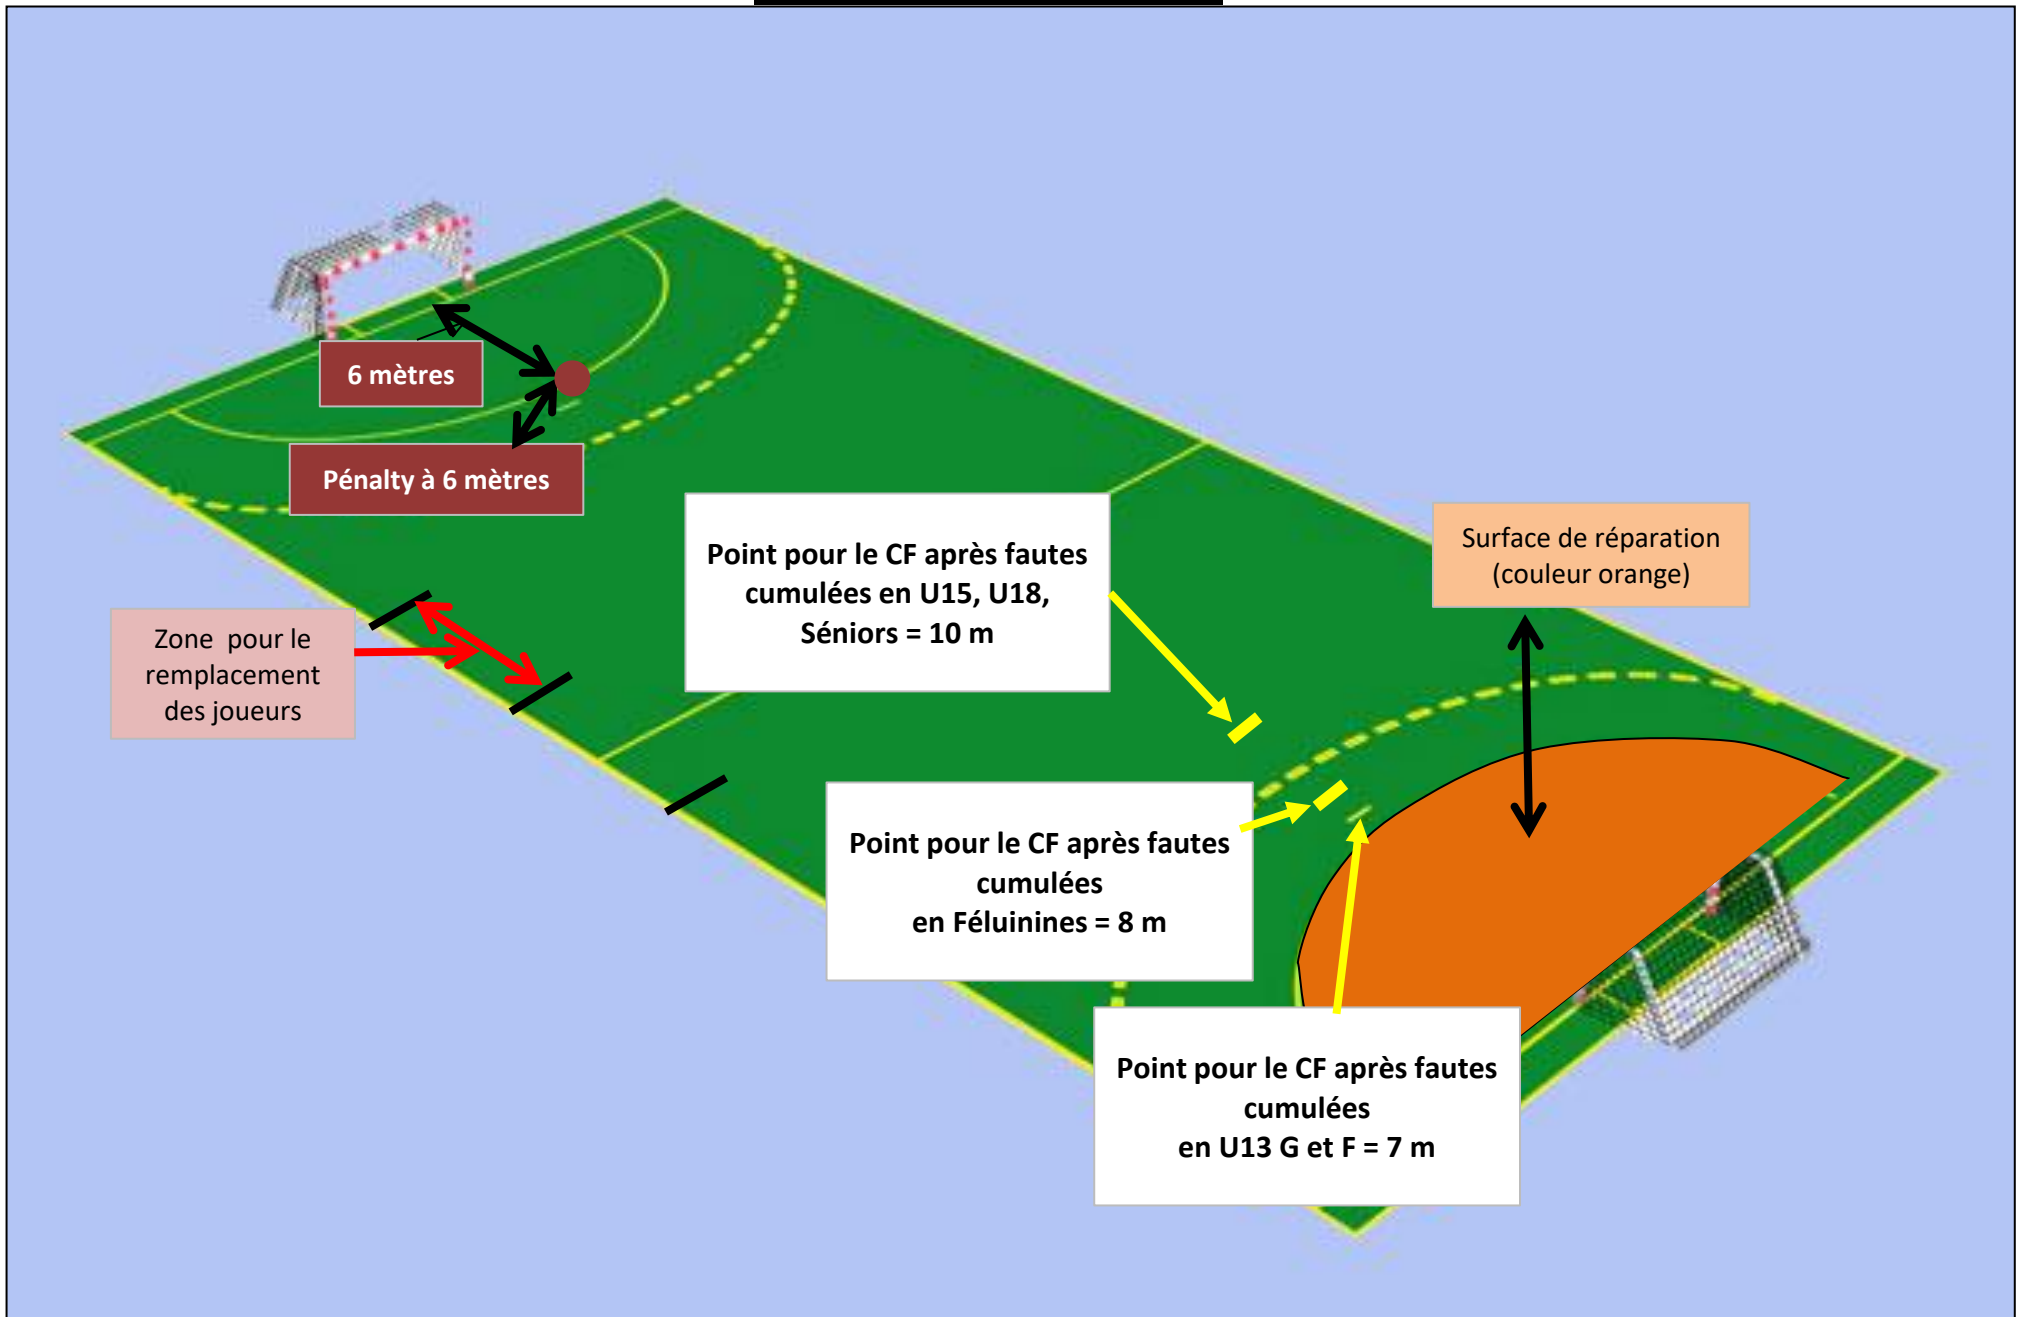 6 mètres
Pénalty à 6 mètres
Point pour le CF après fautes
cumulées en U15, U18,
Séniors = 10 m
Surface de réparation
(couleur orange)
Zone  pour le
remplacement
des joueurs
Point pour le CF après fautes
cumulées
en Féluinines = 8 m
Point pour le CF après fautes
cumulées
en U13 G et F = 7 m